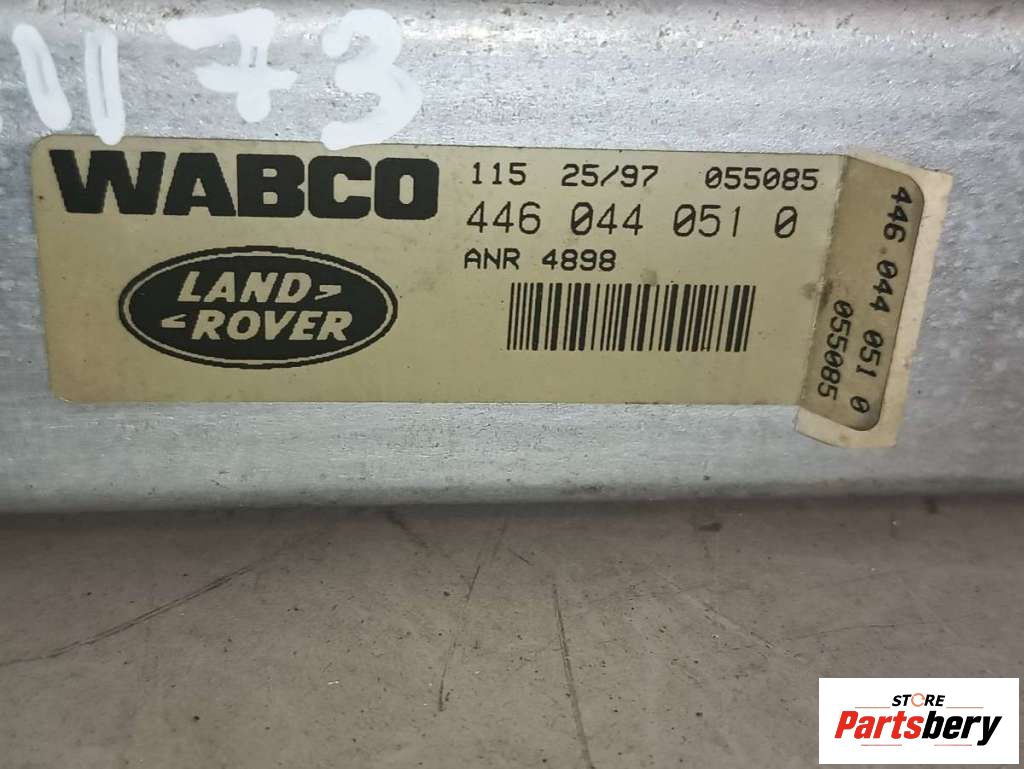 1173
WABCO
115 25/97 055085
446 044 051 0
ANR 4898
LAND
ROVER
446 044 051 0
055085
STORE
Partsbery